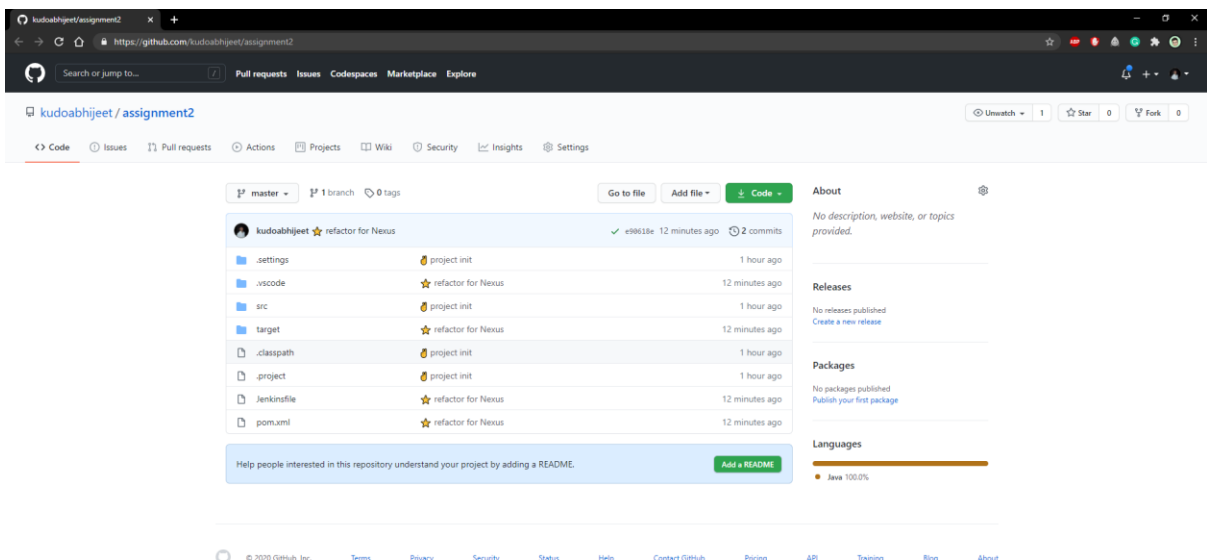 kudoabhijeet/assignment2
https://github.com/kudoabhijeet/assignment2
Search or jump to... / Pull requests Issues Codespaces Marketplace Explore
kudoabhijeet / assignment2 Unwatch 1 Star 0 Fork 0
Code Issues Pull requests Actions Projects Wiki Security Insights Settings
master 1 branch 0 tags Go to file Add file Code
kudoabhijeet refactor for Nexus e98618e 12 minutes ago 2 commits
.settings project init 1 hour ago
.vscode refactor for Nexus 12 minutes ago
src project init 1 hour ago
target refactor for Nexus 12 minutes ago
.classpath project init 1 hour ago
.project project init 1 hour ago
Jenkinsfile refactor for Nexus 12 minutes ago
pom.xml refactor for Nexus 12 minutes ago
Help people interested in this repository understand your project by adding a README. Add a README
About
No description, website, or topics
provided.
Releases
No releases published
Create a new release
Packages
No packages published
Publish your first package
Languages
Java 100.0%
© 2020 GitHub, Inc. Terms Privacy Security Status Help Contact GitHub Pricing API Training Blog About